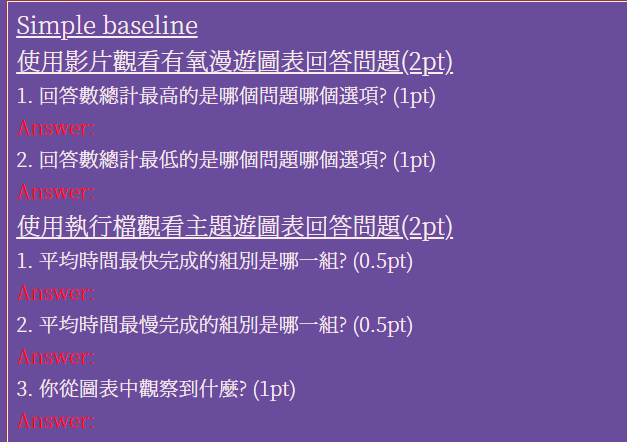 Simple baseline
使用影片觀看有氧漫遊圖表回答問題(2pt)
1. 回答數總計最高的是哪個問題哪個選項? (1pt)
Answer:
2. 回答數總計最低的是哪個問題哪個選項? (1pt)
Answer:
使用執行檔觀看主題遊圖表回答問題(2pt)
1. 平均時間最快完成的組別是哪一組? (0.5pt)
Answer:
2. 平均時間最慢完成的組別是哪一組? (0.5pt)
Answer:
3. 你從圖表中觀察到什麼? (1pt)
Answer: